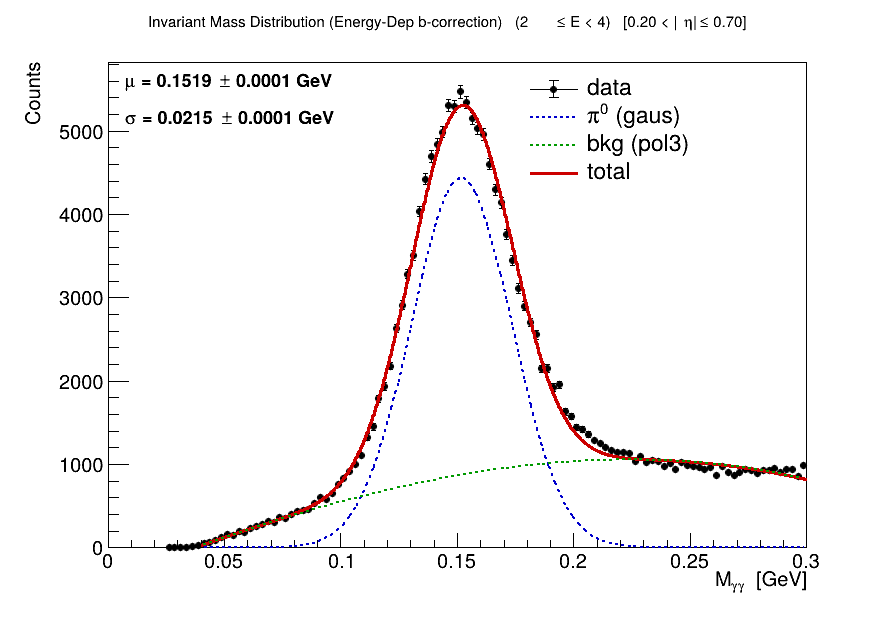 Invariant Mass Distribution (Energy-Dep b-correction) (2 ≤ E < 4) [0.20 < | η| ≤ 0.70]
Counts
μ = 0.1519 ± 0.0001 GeV
σ = 0.0215 ± 0.0001 GeV
data
π⁰ (gaus)
bkg (pol3)
total
5000
4000
3000
2000
1000
0
0 0.05 0.1 0.15 0.2 0.25 0.3
Mγγ [GeV]